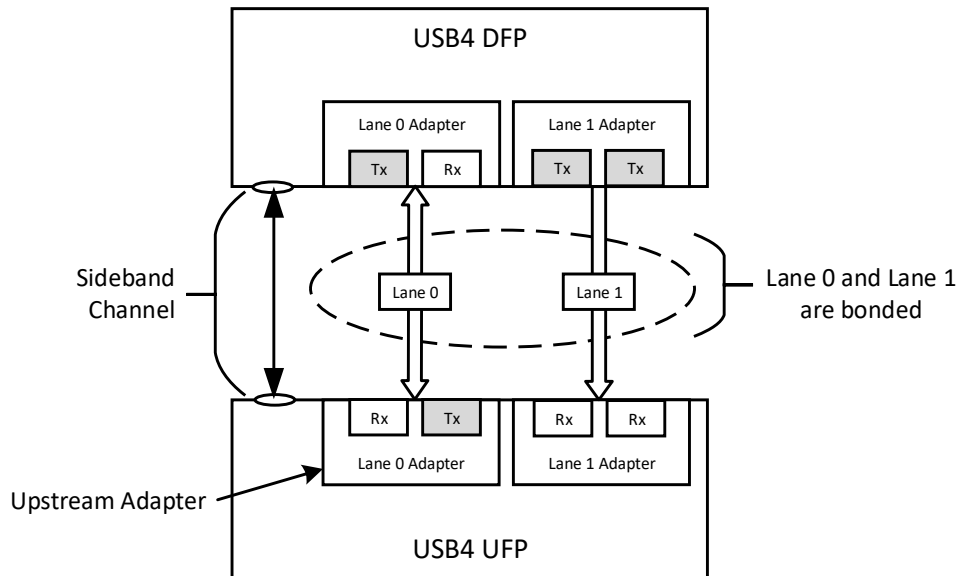 USB4 DFP
Lane 0 Adapter
Lane 1 Adapter
Tx
Rx
Tx
Tx
Sideband
Channel
Lane 0
Lane 1
Lane 0 and Lane 1
are bonded
Rx
Tx
Rx
Rx
Lane 0 Adapter
Lane 1 Adapter
Upstream Adapter
USB4 UFP